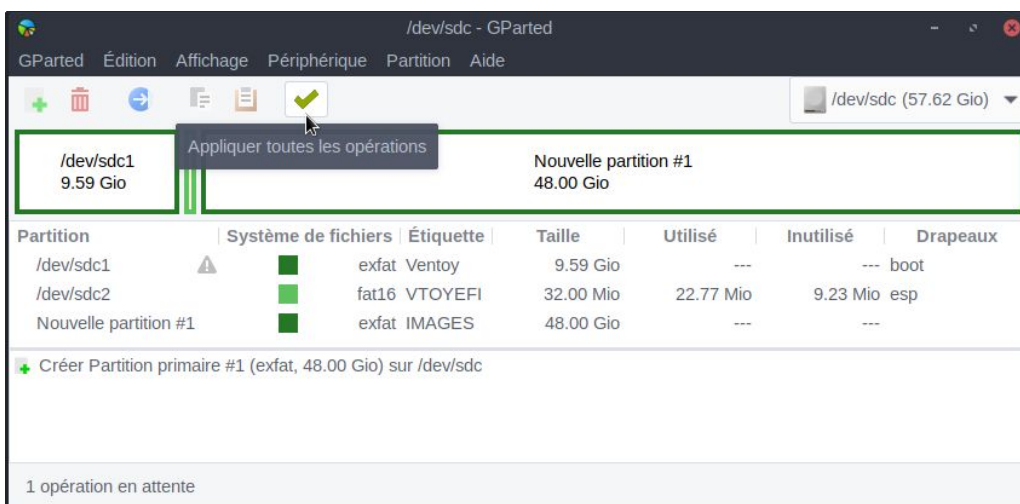 /dev/sdc - GParted
GParted Édition Affichage Périphérique Partition Aide
/dev/sdc (57.62 Gio)
Appliquer toutes les opérations
/dev/sdc1
9.59 Gio
Nouvelle partition #1
48.00 Gio
Partition Système de fichiers Étiquette Taille Utilisé Inutilisé Drapeaux
/dev/sdc1 exfat Ventoy 9.59 Gio --- --- boot
/dev/sdc2 fat16 VTOYEFI 32.00 Mio 22.77 Mio 9.23 Mio esp
Nouvelle partition #1 exfat IMAGES 48.00 Gio --- ---
Créer Partition primaire #1 (exfat, 48.00 Gio) sur /dev/sdc
1 opération en attente